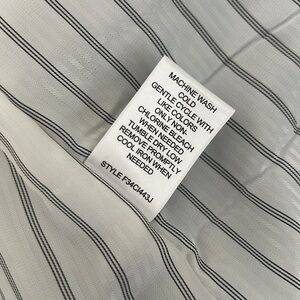 MACHINE WASH
COLD
GENTLE CYCLE WITH
LIKE COLORS
ONLY NON-
CHLORINE BLEACH
WHEN NEEDED
TUMBLE DRY LOW
REMOVE PROMPTLY
COOL IRON WHEN
NEEDED
STYLE F34CI443J